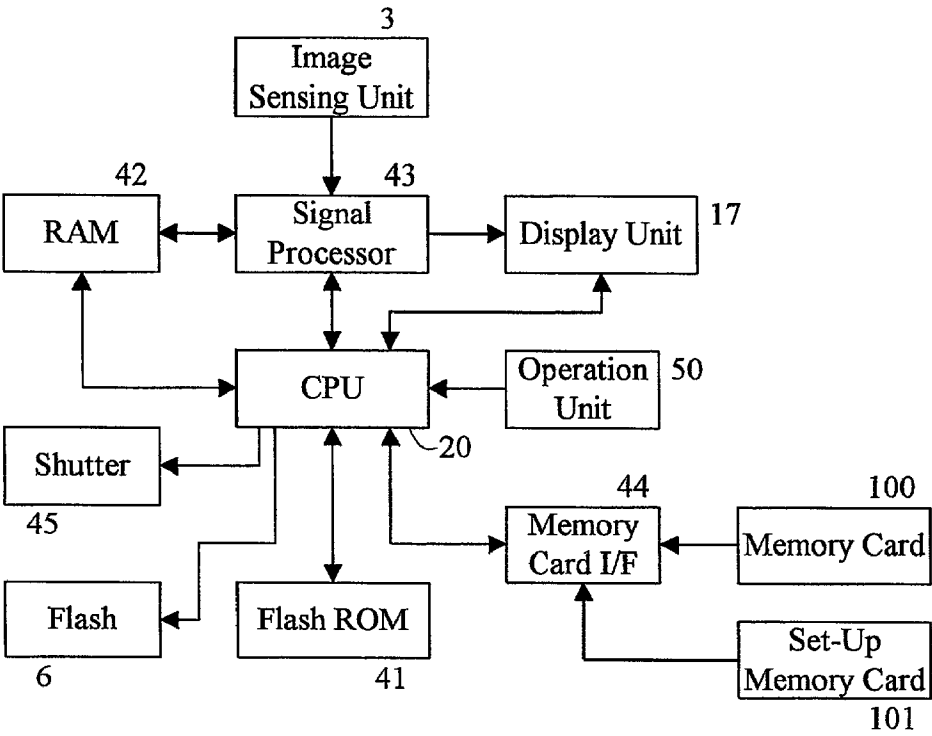 3
Image
Sensing Unit
42
43
RAM
Signal
Processor
Display Unit
17
CPU
Operation
Unit
50
20
Shutter
45
44
100
Memory
Card I/F
Memory Card
Flash
6
Flash ROM
41
Set-Up
Memory Card
101